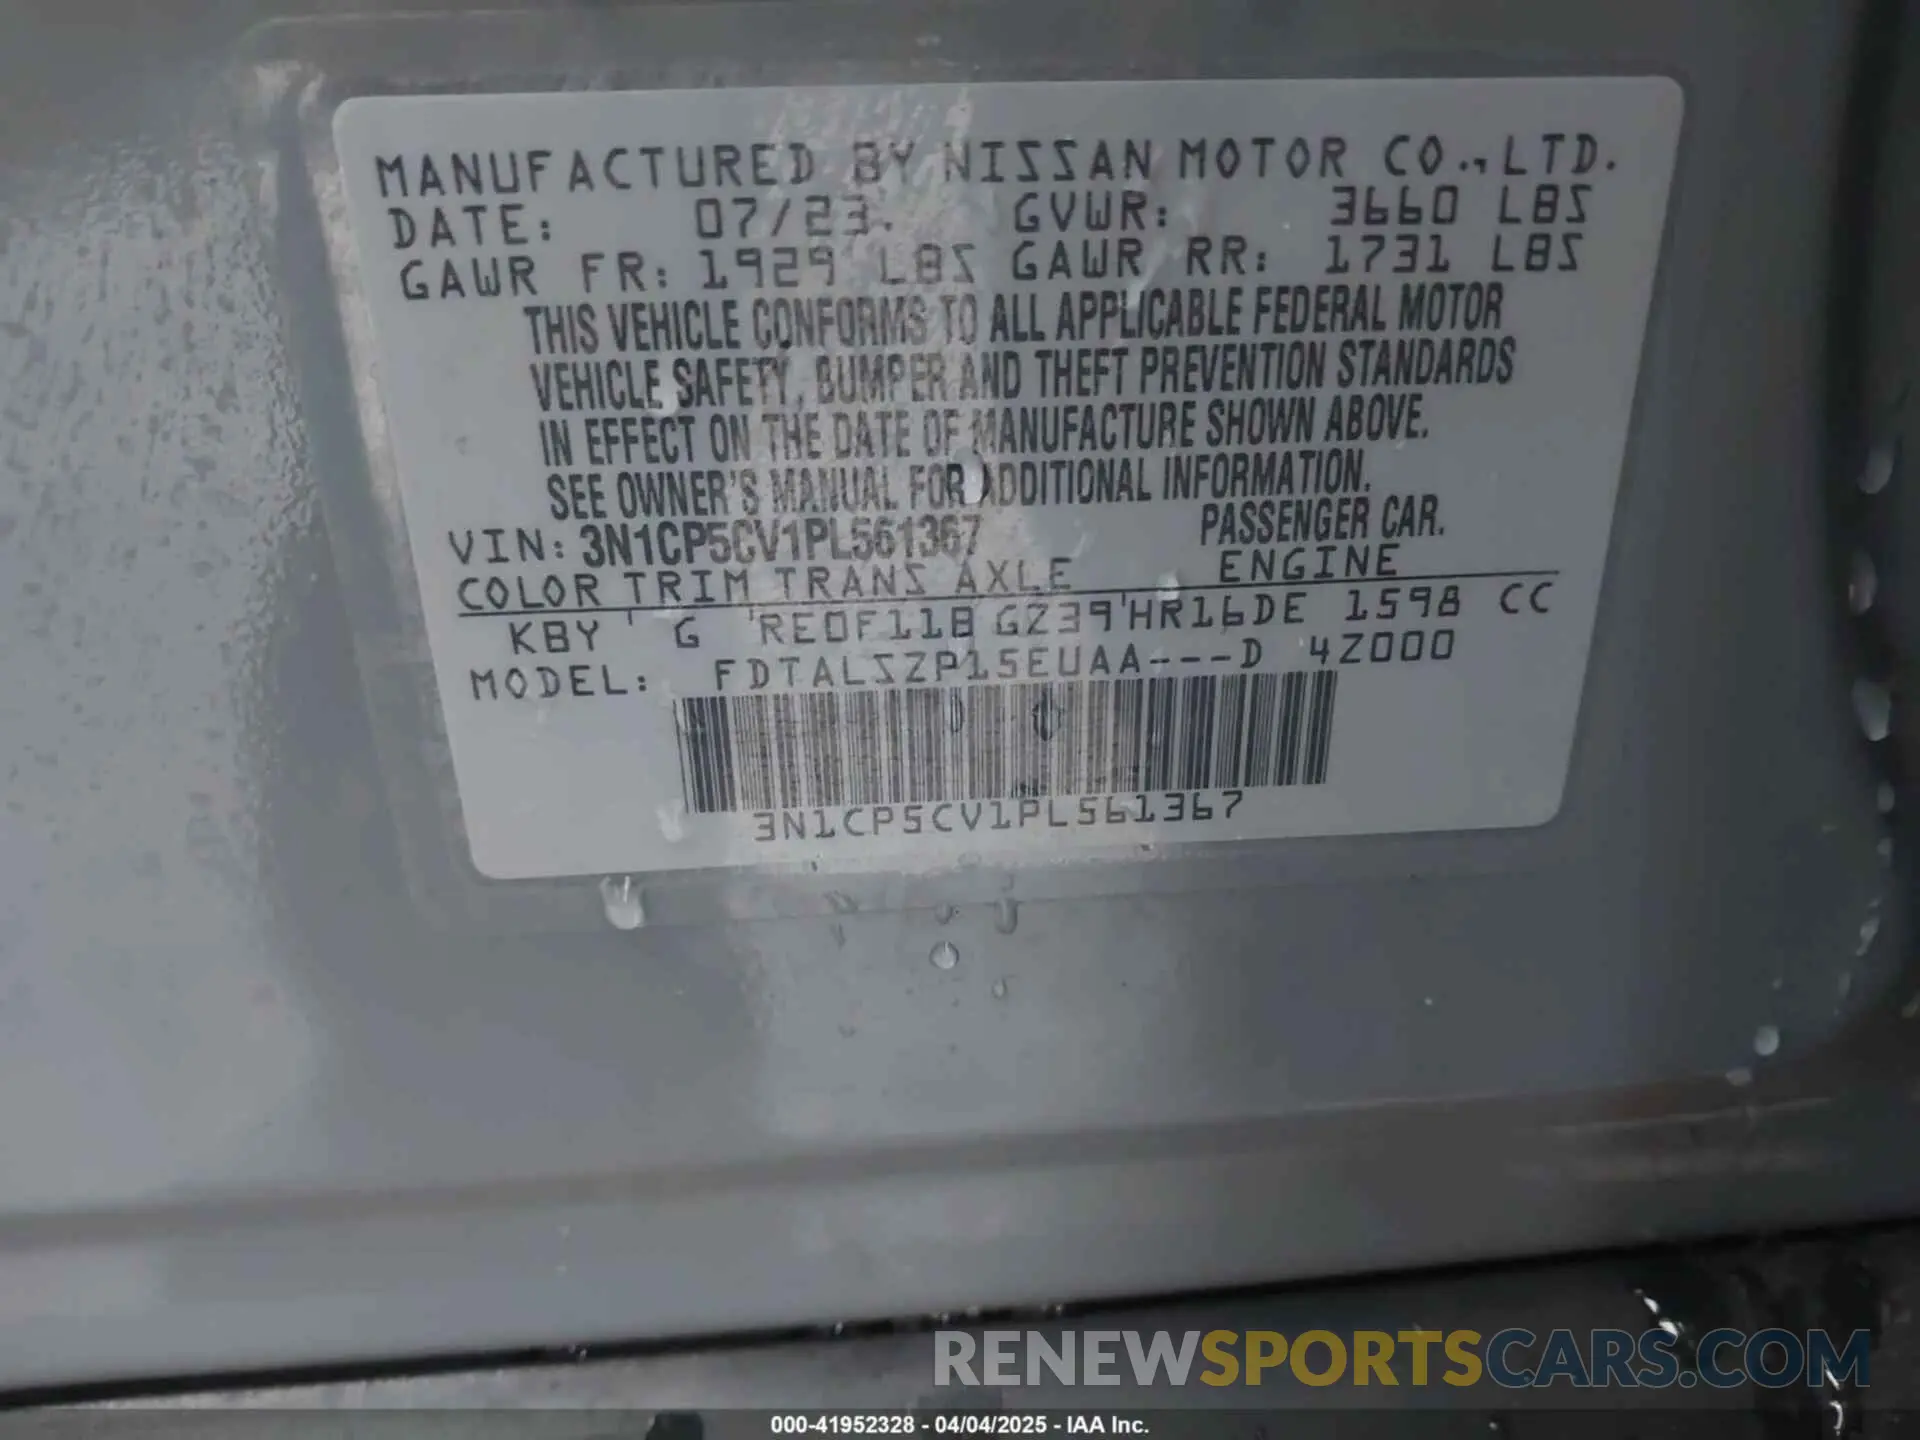 MANUFACTURED BY NISSAN MOTOR CO., LTD.
DATE: 07/23. GVWR: 3660 LBS
GAWR FR: 1929 LBS GAWR RR: 1731 LBS
THIS VEHICLE CONFORMS TO ALL APPLICABLE FEDERAL MOTOR
VEHICLE SAFETY, BUMPER AND THEFT PREVENTION STANDARDS
IN EFFECT ON THE DATE OF MANUFACTURE SHOWN ABOVE.
SEE OWNER'S MANUAL FOR ADDITIONAL INFORMATION.
VIN: 3N1CP5CV1PL561367 PASSENGER CAR.
COLOR TRIM TRANS AXLE ENGINE
KBY ' G 'RE0F11B GZ39'HR16DE 1598 CC
MODEL: FDTALSZP15EUAA---D 4Z000
3N1CP5CV1PL561367
RENEWSPORTSCARS.COM
000-41952328 - 04/04/2025 - IAA Inc.